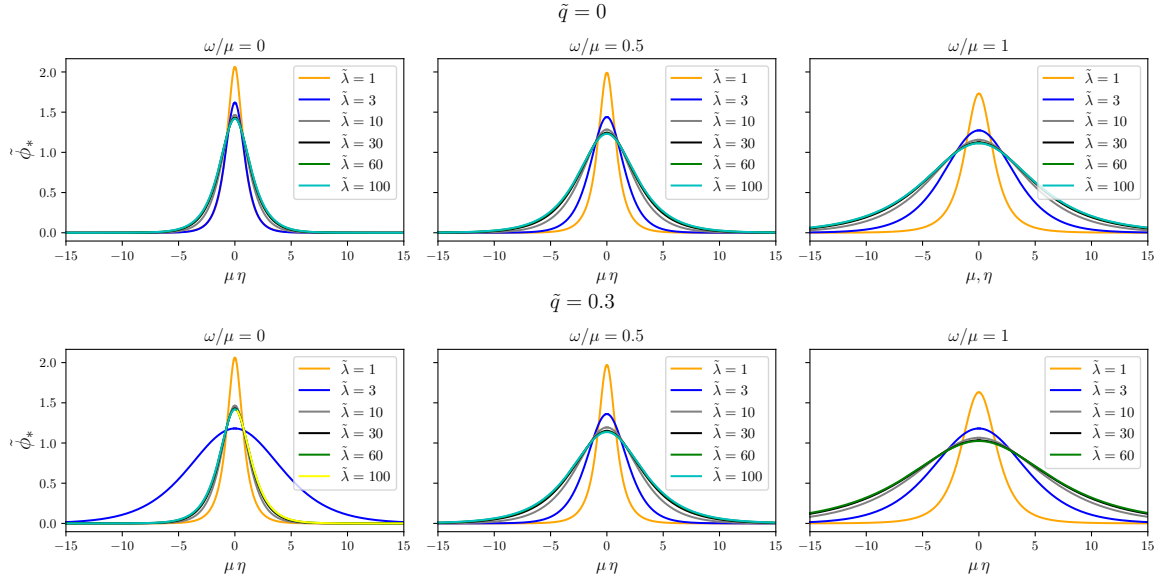 q̃ = 0
ω/μ = 0
ω/μ = 0.5
ω/μ = 1
λ̃ = 1
λ̃ = 3
λ̃ = 10
λ̃ = 30
λ̃ = 60
λ̃ = 100
λ̃ = 1
λ̃ = 3
λ̃ = 10
λ̃ = 30
λ̃ = 60
λ̃ = 100
λ̃ = 1
λ̃ = 3
λ̃ = 10
λ̃ = 30
λ̃ = 60
λ̃ = 100
2.0
1.5
1.0
0.5
0.0
φ̃*
−15 −10 −5 0 5 10 15
−15 −10 −5 0 5 10 15
−15 −10 −5 0 5 10 15
μ η
μ η
μ, η
q̃ = 0.3
ω/μ = 0
ω/μ = 0.5
ω/μ = 1
λ̃ = 1
λ̃ = 3
λ̃ = 10
λ̃ = 30
λ̃ = 60
λ̃ = 100
λ̃ = 1
λ̃ = 3
λ̃ = 10
λ̃ = 30
λ̃ = 60
λ̃ = 100
λ̃ = 1
λ̃ = 3
λ̃ = 10
λ̃ = 30
λ̃ = 60
2.0
1.5
1.0
0.5
0.0
φ̃*
−15 −10 −5 0 5 10 15
−15 −10 −5 0 5 10 15
−15 −10 −5 0 5 10 15
μ η
μ η
μ η